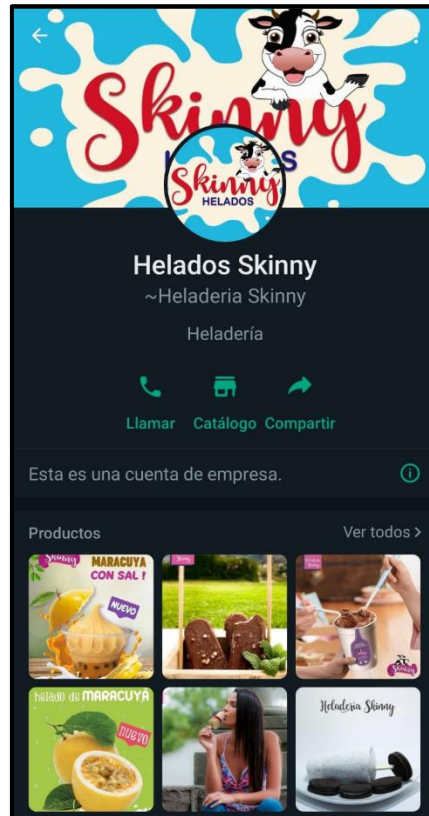 Skinny
HELADOS
Skinny
HELADOS
Helados Skinny
~Heladeria Skinny
Heladería
Llamar Catálogo Compartir
Esta es una cuenta de empresa.
Productos Ver todos >
Skinny MARACUYA
CON SAL !
NUEVO
Skinny
Skinny
helado de MARACUYÁ
NUEVO
Heladeria Skinny